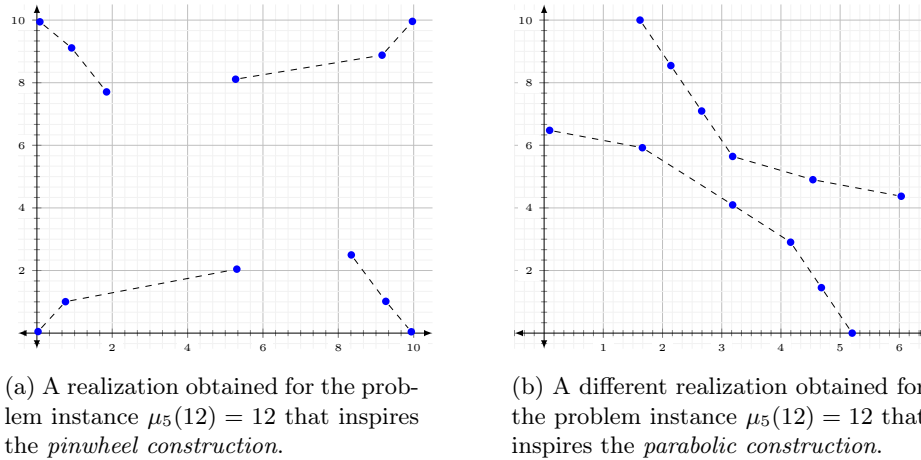 10
8
6
4
2
2 4 6 8 10
(a) A realization obtained for the prob-
lem instance μ₅(12) = 12 that inspires
the pinwheel construction.
10
8
6
4
2
1 2 3 4 5 6
(b) A different realization obtained for
the problem instance μ₅(12) = 12 that
inspires the parabolic construction.